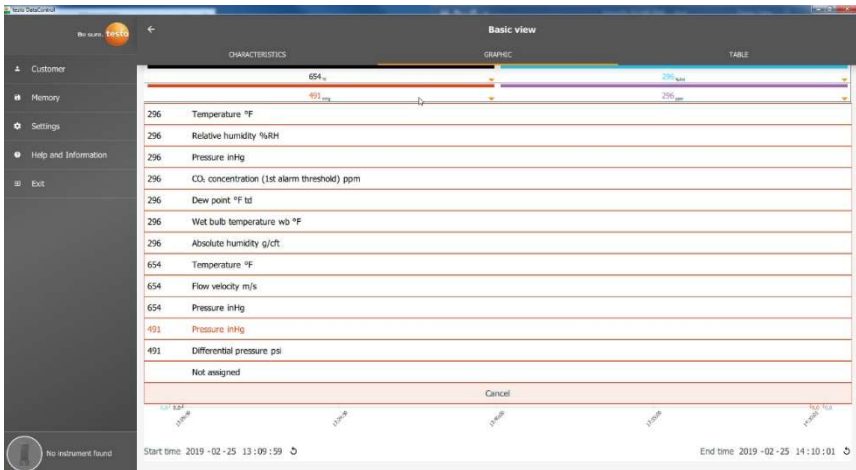 Testo DataControl
Be sure. testo
Basic view
CHARACTERISTICS GRAPHIC TABLE
Customer
Memory
Settings
Help and Information
Exit
654 °F 296 %RH
491 inHg 296 ppm
296 Temperature °F
296 Relative humidity %RH
296 Pressure inHg
296 CO₂ concentration (1st alarm threshold) ppm
296 Dew point °F td
296 Wet bulb temperature wb °F
296 Absolute humidity g/cft
654 Temperature °F
654 Flow velocity m/s
654 Pressure inHg
491 Pressure inHg
491 Differential pressure psi
Not assigned
Cancel
Start time 2019 -02 -25 13 : 09 : 59 End time 2019 -02 -25 14 : 10 : 01
No instrument found